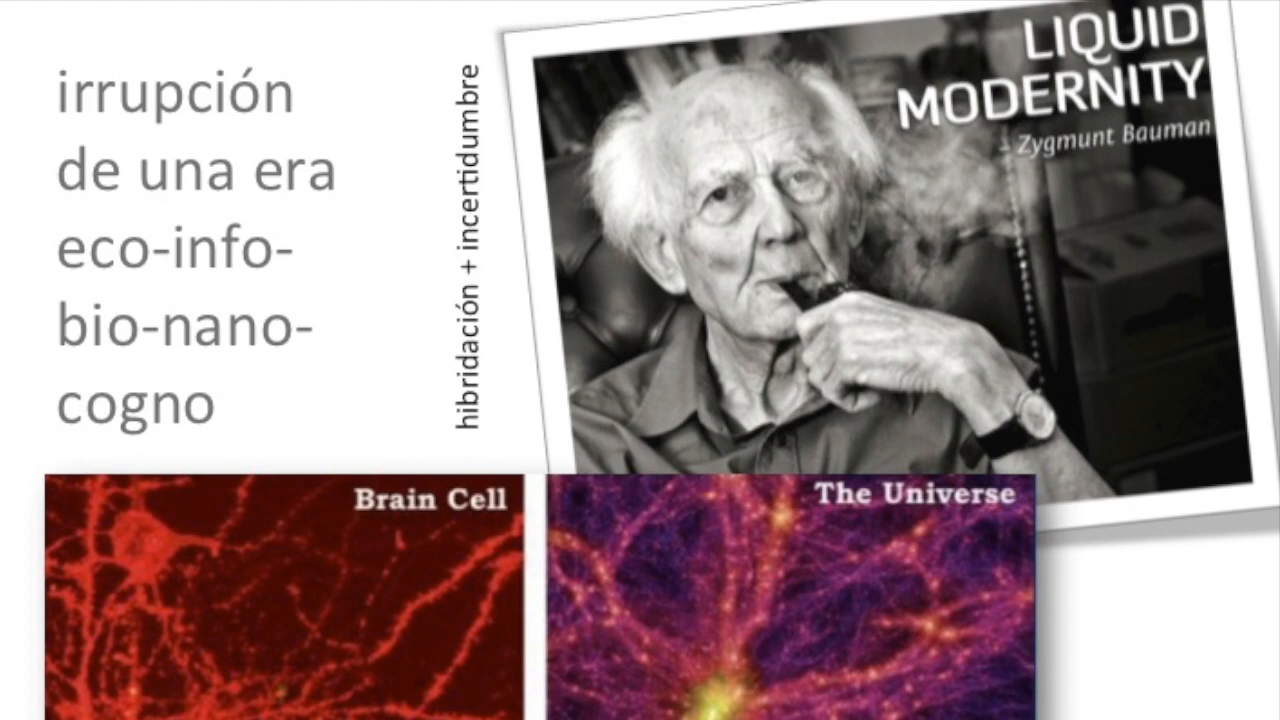 irrupción
de una era
eco-info-
bio-nano-
cogno
hibridación + incertidumbre
LIQUID
MODERNITY
- Zygmunt Bauman
Brain Cell
The Universe